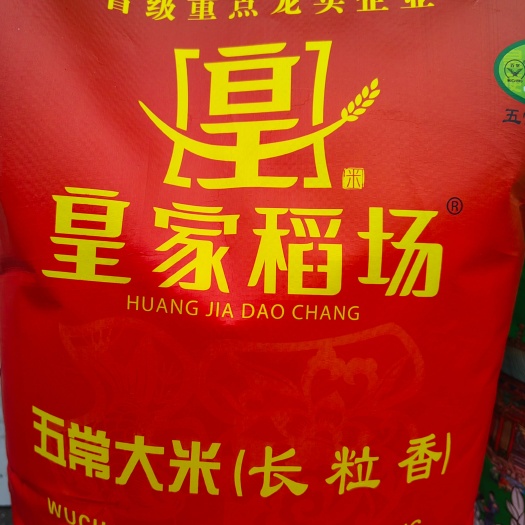 省级重点龙头企业
皇
米
皇家稻场®
HUANG JIA DAO CHANG
五常大米(长粒香)